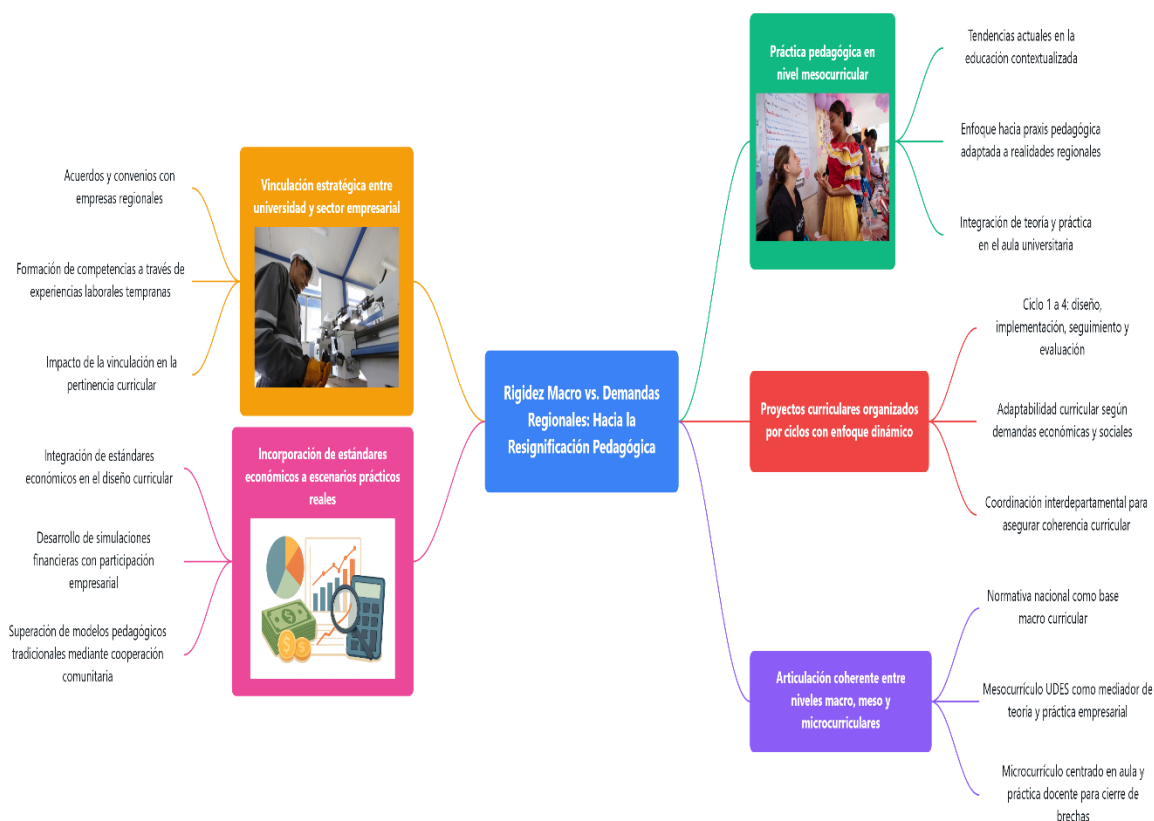 Rigidez Macro vs. Demandas
Regionales: Hacia la
Resignificación Pedagógica
Práctica pedagógica en
nivel mesocurricular
Tendencias actuales en la
educación contextualizada
Enfoque hacia praxis pedagógica
adaptada a realidades regionales
Integración de teoría y práctica
en el aula universitaria
Proyectos curriculares organizados
por ciclos con enfoque dinámico
Ciclo 1 a 4: diseño,
implementación, seguimiento y
evaluación
Adaptabilidad curricular según
demandas económicas y sociales
Coordinación interdepartamental para
asegurar coherencia curricular
Articulación coherente entre
niveles macro, meso y
microcurriculares
Normativa nacional como base
macro curricular
Mesocurrículo UDES como mediador de
teoría y práctica empresarial
Microcurrículo centrado en aula y
práctica docente para cierre de
brechas
Vinculación estratégica entre
universidad y sector empresarial
Acuerdos y convenios con
empresas regionales
Formación de competencias a través de
experiencias laborales tempranas
Impacto de la vinculación en la
pertinencia curricular
Incorporación de estándares
económicos a escenarios prácticos
reales
Integración de estándares
económicos en el diseño curricular
Desarrollo de simulaciones
financieras con participación
empresarial
Superación de modelos pedagógicos
tradicionales mediante cooperación
comunitaria